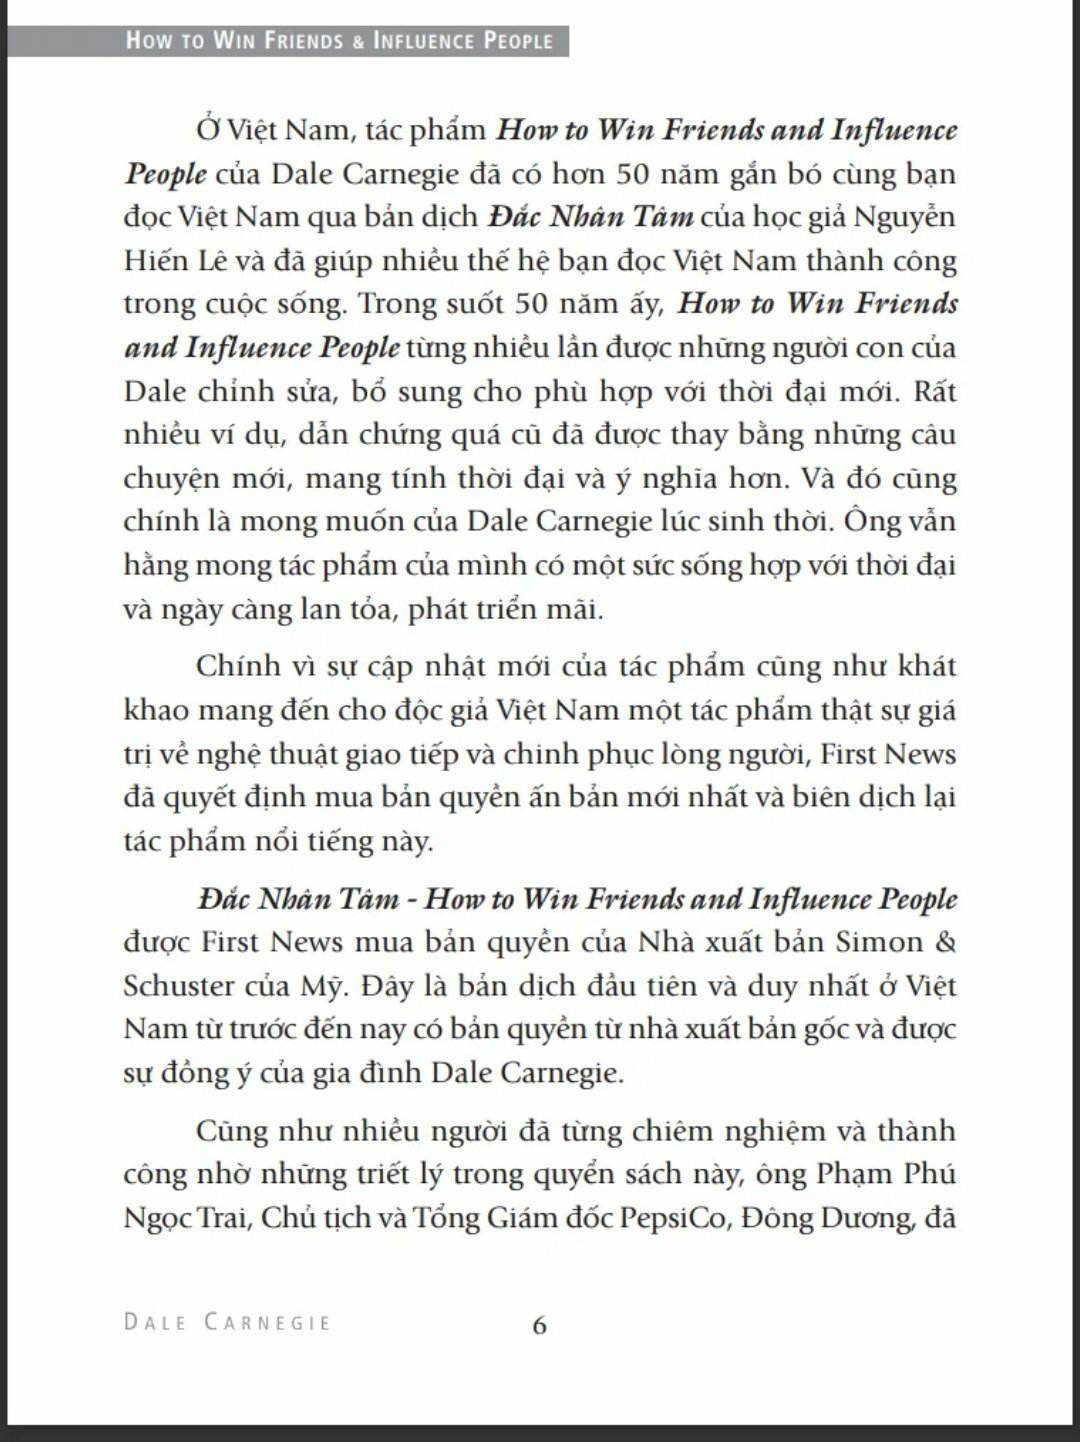 HOW TO WIN FRIENDS & INFLUENCE PEOPLE
Ở Việt Nam, tác phẩm How to Win Friends and Influence
People của Dale Carnegie đã có hơn 50 năm gắn bó cùng bạn
đọc Việt Nam qua bản dịch Đắc Nhân Tâm của học giả Nguyễn
Hiến Lê và đã giúp nhiều thế hệ bạn đọc Việt Nam thành công
trong cuộc sống. Trong suốt 50 năm ấy, How to Win Friends
and Influence People từng nhiều lần được những người con của
Dale chỉnh sửa, bổ sung cho phù hợp với thời đại mới. Rất
nhiều ví dụ, dẫn chứng quá cũ đã được thay bằng những câu
chuyện mới, mang tính thời đại và ý nghĩa hơn. Và đó cũng
chính là mong muốn của Dale Carnegie lúc sinh thời. Ông vẫn
hằng mong tác phẩm của mình có một sức sống hợp với thời đại
và ngày càng lan tỏa, phát triển mãi.
Chính vì sự cập nhật mới của tác phẩm cũng như khát
khao mang đến cho độc giả Việt Nam một tác phẩm thật sự giá
trị về nghệ thuật giao tiếp và chinh phục lòng người, First News
đã quyết định mua bản quyền ấn bản mới nhất và biên dịch lại
tác phẩm nổi tiếng này.
Đắc Nhân Tâm - How to Win Friends and Influence People
được First News mua bản quyền của Nhà xuất bản Simon &
Schuster của Mỹ. Đây là bản dịch đầu tiên và duy nhất ở Việt
Nam từ trước đến nay có bản quyền từ nhà xuất bản gốc và được
sự đồng ý của gia đình Dale Carnegie.
Cũng như nhiều người đã từng chiêm nghiệm và thành
công nhờ những triết lý trong quyển sách này, ông Phạm Phú
Ngọc Trai, Chủ tịch và Tổng Giám đốc PepsiCo, Đông Dương, đã
DALE CARNEGIE
6